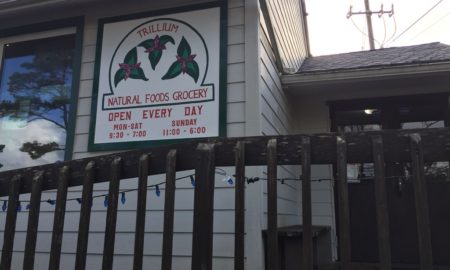 TRILLIUM
NATURAL FOODS GROCERY
OPEN EVERY DAY
MON-SAT SUNDAY
9:30 - 7:00 11:00 - 6:00